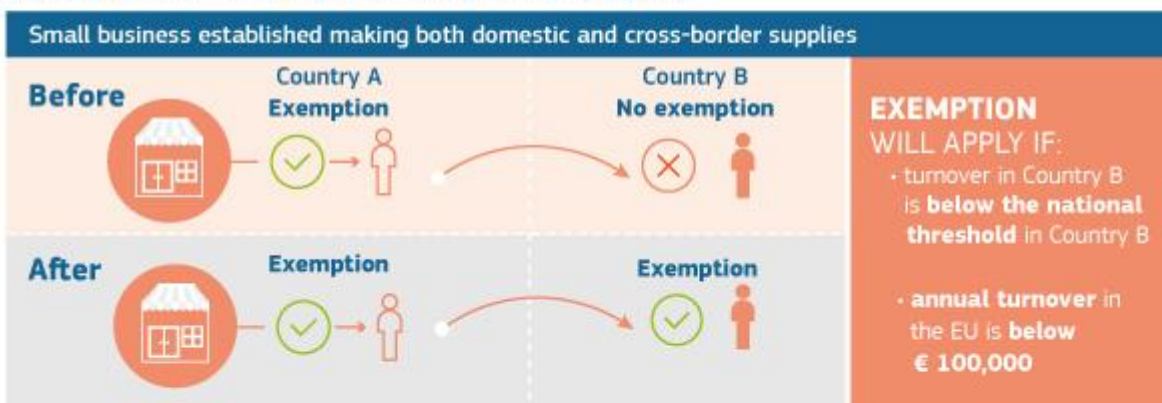 Small business established making both domestic and cross-border supplies
Before
Country A
Exemption
Country B
No exemption
After
Exemption
Exemption
EXEMPTION
WILL APPLY IF:
• turnover in Country B
is below the national
threshold in Country B
• annual turnover in
the EU is below
€ 100,000